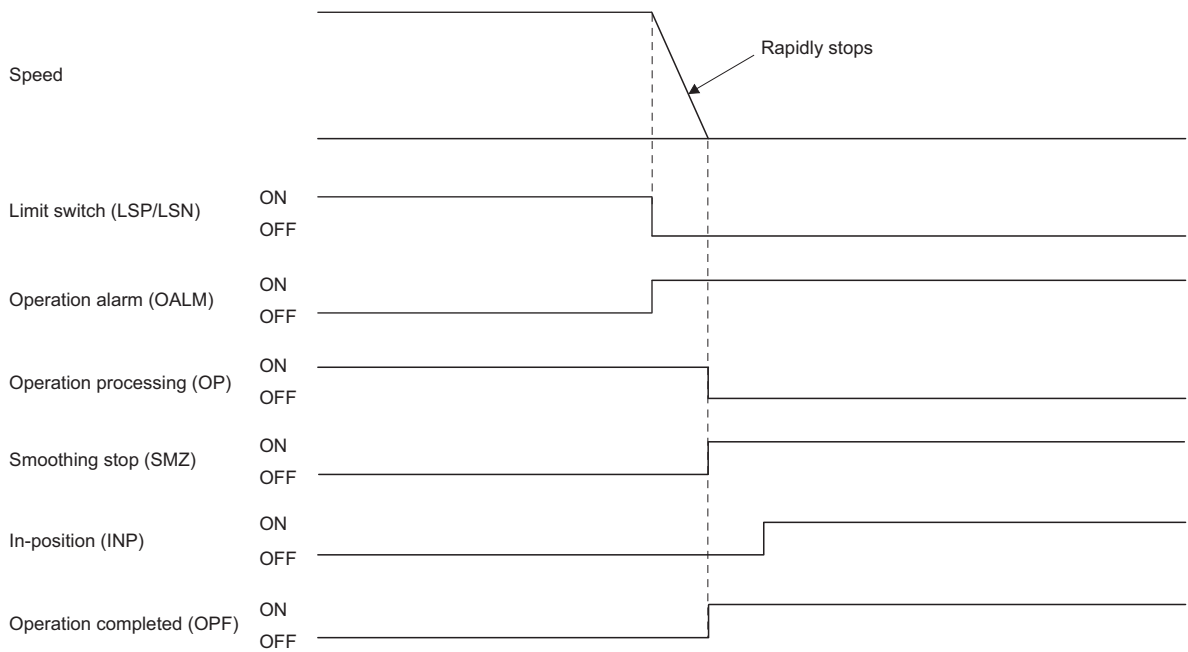 Rapidly stops
Speed
Limit switch (LSP/LSN)
ON
OFF
Operation alarm (OALM)
ON
OFF
Operation processing (OP)
ON
OFF
Smoothing stop (SMZ)
ON
OFF
In-position (INP)
ON
OFF
Operation completed (OPF)
ON
OFF